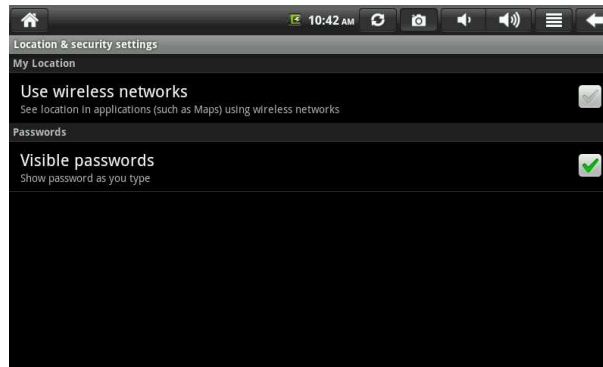 10:42 AM
Location & security settings
My Location
Use wireless networks
See location in applications (such as Maps) using wireless networks
Passwords
Visible passwords
Show password as you type